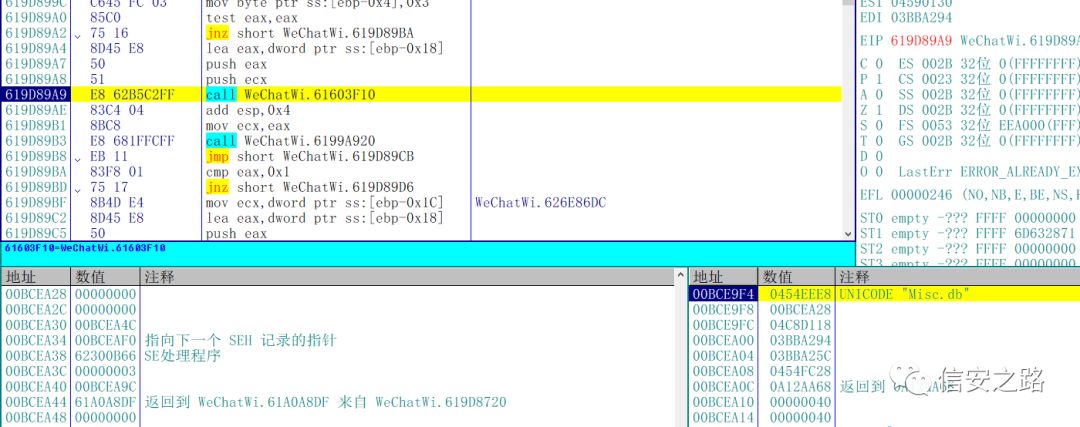 619D899C C645 FC 03 mov byte ptr ss:[ebp-0x4],0x3
619D89A0 85C0 test eax,eax
619D89A2 75 16 jnz short WeChatWi.619D89BA
619D89A4 8D45 E8 lea eax,dword ptr ss:[ebp-0x18]
619D89A7 50 push eax
619D89A8 51 push ecx
619D89A9 E8 62B5C2FF call WeChatWi.61603F10
619D89AE 83C4 04 add esp,0x4
619D89B1 8BC8 mov ecx,eax
619D89B3 E8 681FFCFF call WeChatWi.6199A920
619D89B8 EB 11 jmp short WeChatWi.619D89CB
619D89BA 83F8 01 cmp eax,0x1
619D89BD 75 17 jnz short WeChatWi.619D89D6
619D89BF 8B4D E4 mov ecx,dword ptr ss:[ebp-0x1C] WeChatWi.626E86DC
619D89C2 8D45 E8 lea eax,dword ptr ss:[ebp-0x18]
619D89C5 50 push eax
61603F10=WeChatWi.61603F10
ESI 04590130
EDI 03BBA294
EIP 619D89A9 WeChatWi.619D89A
C 0 ES 002B 32位 0(FFFFFFFF)
P 1 CS 0023 32位 0(FFFFFFFF)
A 0 SS 002B 32位 0(FFFFFFFF)
Z 1 DS 002B 32位 0(FFFFFFFF)
S 0 FS 0053 32位 EEA000(FFF)
T 0 GS 002B 32位 0(FFFFFFFF)
D 0
O 0 LastErr ERROR_ALREADY_EX
EFL 00000246 (NO,NB,E,BE,NS,
ST0 empty -??? FFFF 00000000
ST1 empty -??? FFFF 6D632871
ST2 empty -??? FFFF 00000000
ST3 empty -??? FFFF 00000000
地址 数值 注释
00BCEA28 00000000
00BCEA2C 00000000
00BCEA30 00BCEA4C
00BCEA34 00BCEAF0 指向下一个 SEH 记录的指针
00BCEA38 62300B66 SE处理程序
00BCEA3C 00000003
00BCEA40 00BCEA9C
00BCEA44 61A0A8DF 返回到 WeChatWi.61A0A8DF 来自 WeChatWi.619D8720
00BCEA48 00000000
地址 数值 注释
00BCE9F4 0454EEE8 UNICODE "Misc.db"
00BCE9F8 00BCEA28
00BCE9FC 04C8D118
00BCEA00 03BBA294
00BCEA04 03BBA25C
00BCEA08 0454FC28
00BCEA0C 0A12AA68 返回到
00BCEA10 00000040
00BCEA14 00000040
信安之路